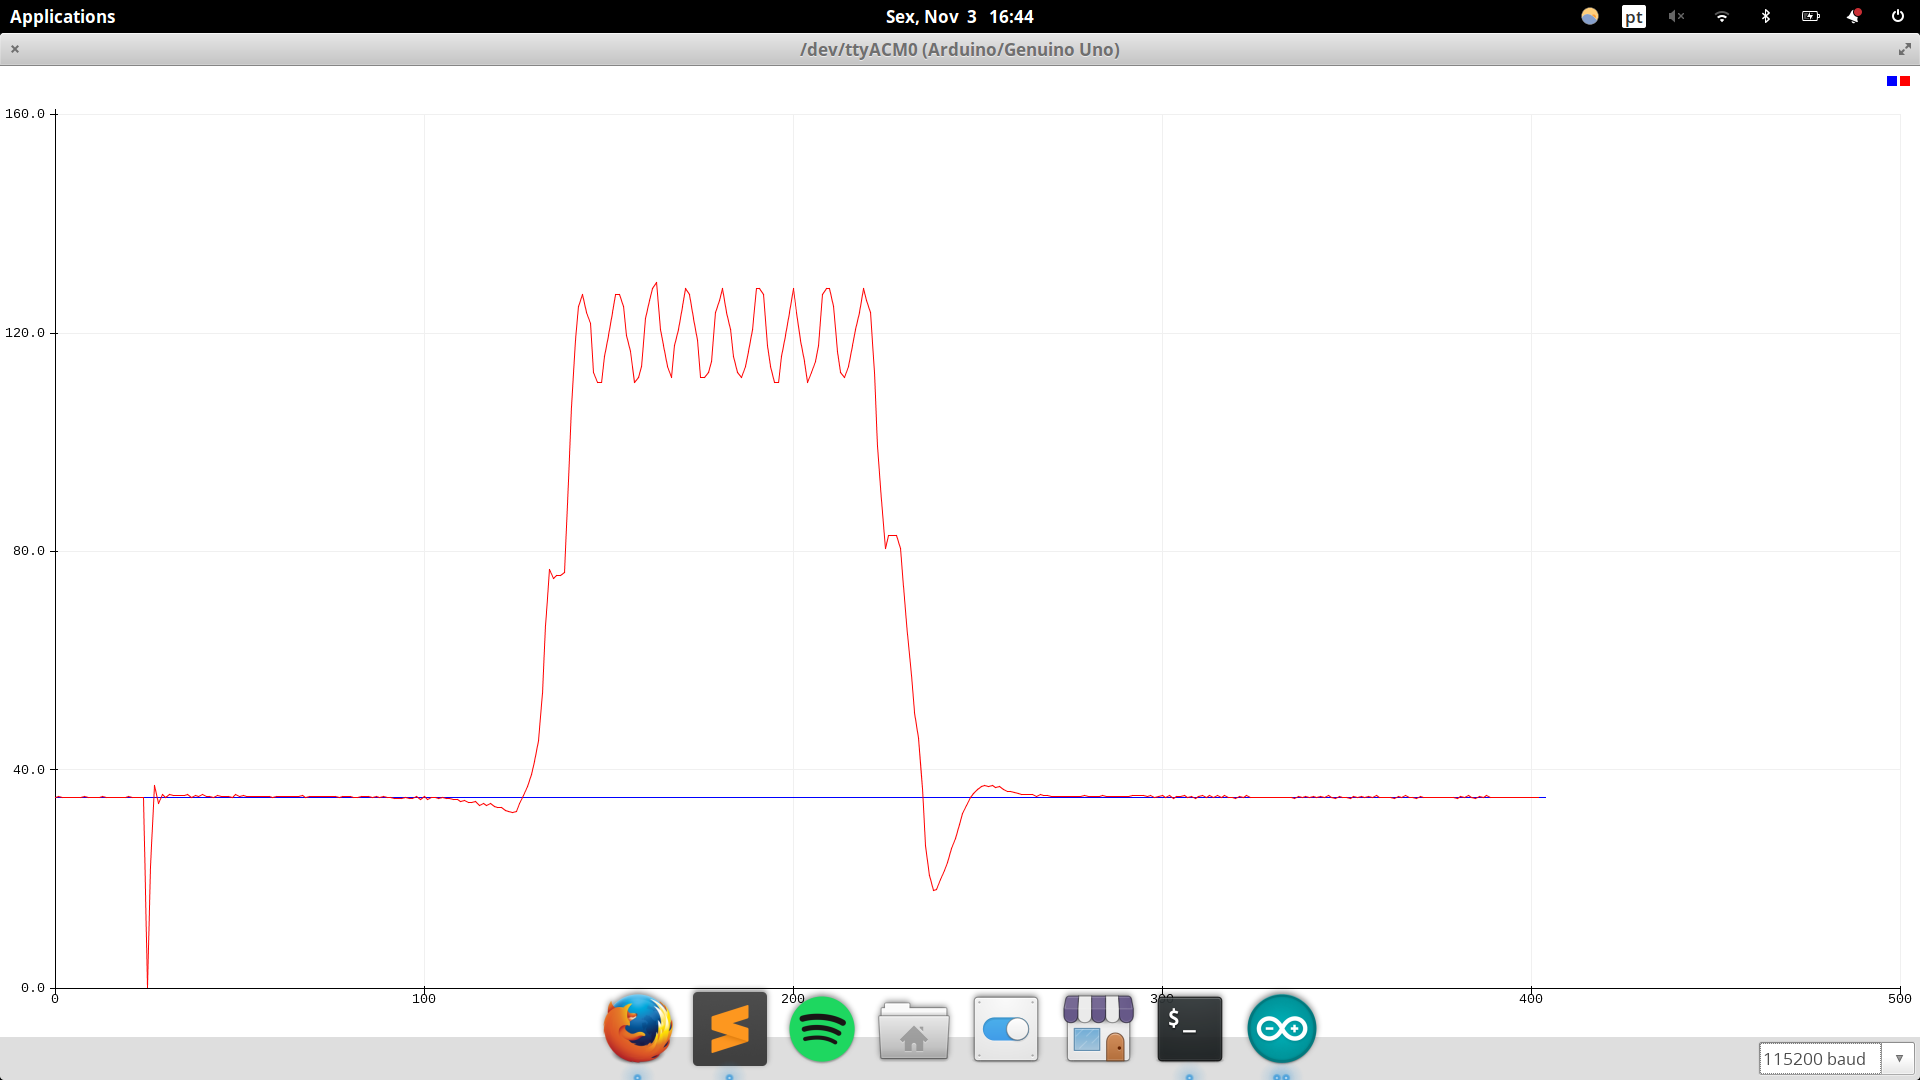 Applications
Sex, Nov 3 16:44
pt
/dev/ttyACM0 (Arduino/Genuino Uno)
160.0
120.0
80.0
40.0
0.0
0 100 200 300 400 500
$_
115200 baud